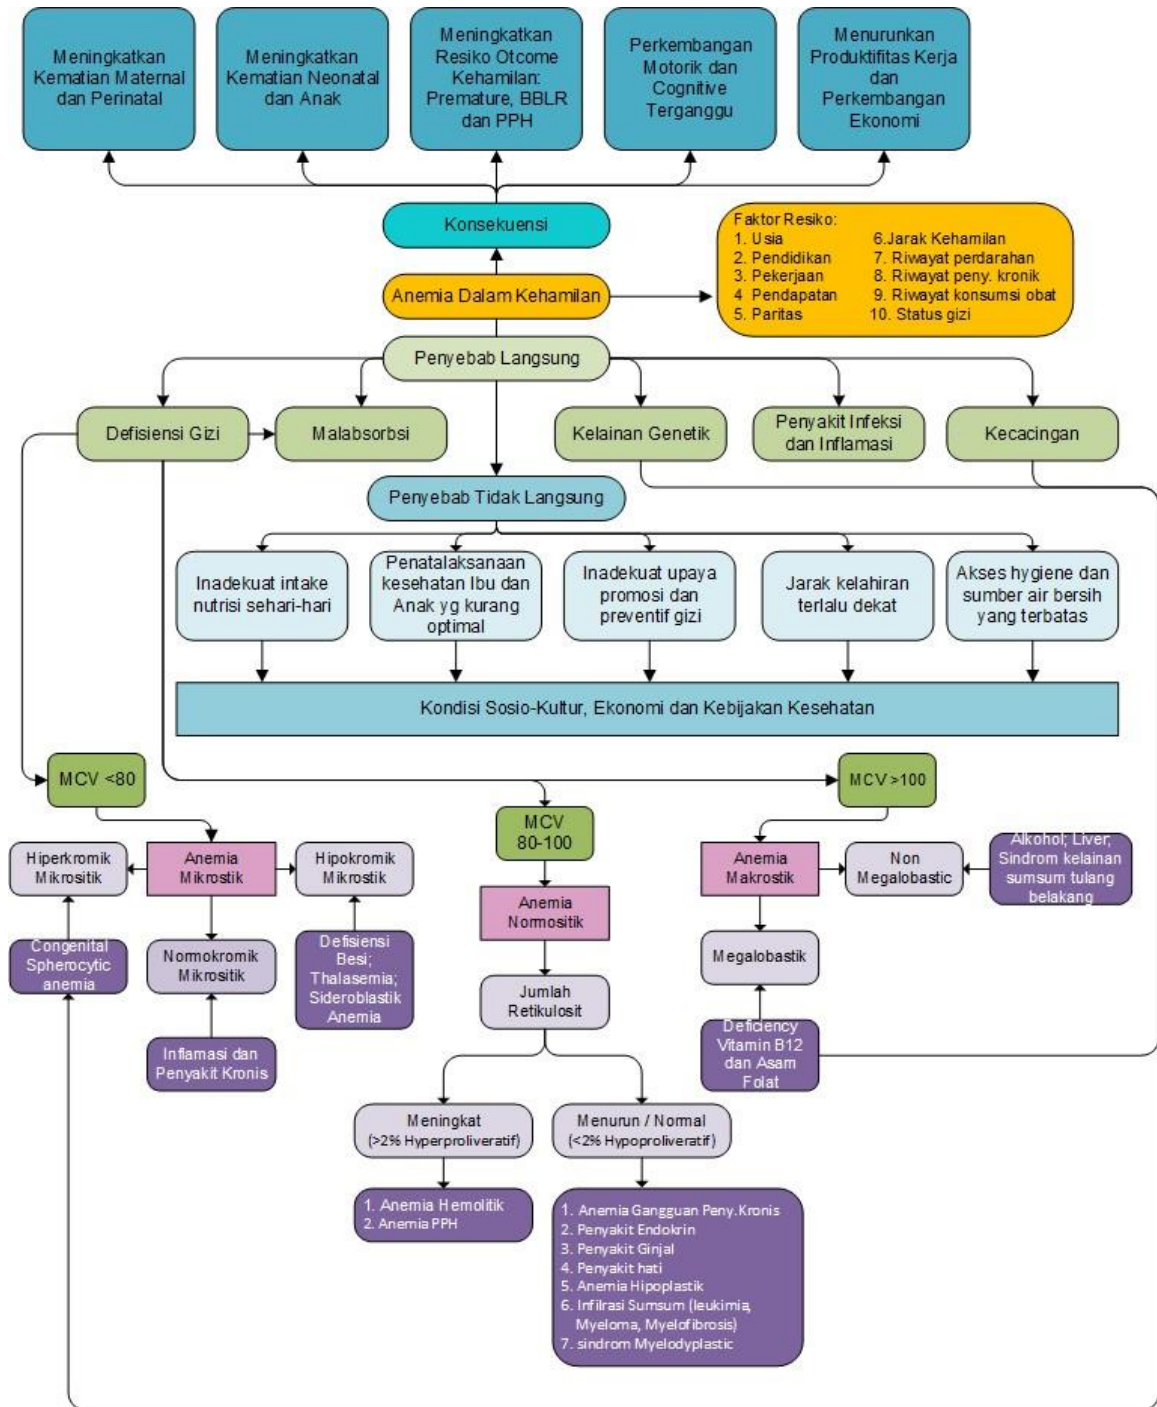 Meningkatkan
Kematian Maternal
dan Perinatal
Meningkatkan
Kematian Neonatal
dan Anak
Meningkatkan
Resiko Otcome
Kehamilan:
Premature, BBLR
dan PPH
Perkembangan
Motorik dan
Cognitive
Terganggu
Menurunkan
Produktifitas Kerja
dan
Perkembangan
Ekonomi
Konsekuensi
Anemia Dalam Kehamilan
Faktor Resiko:
1. Usia
2. Pendidikan
3. Pekerjaan
4 Pendapatan
5. Paritas
6.Jarak Kehamilan
7. Riwayat perdarahan
8. Riwayat peny. kronik
9. Riwayat konsumsi obat
10. Status gizi
Penyebab Langsung
Defisiensi Gizi
Malabsorbsi
Kelainan Genetik
Penyakit Infeksi
dan Inflamasi
Kecacingan
Penyebab Tidak Langsung
Inadekuat intake
nutrisi sehari-hari
Penatalaksanaan
kesehatan Ibu dan
Anak yg kurang
optimal
Inadekuat upaya
promosi dan
preventif gizi
Jarak kelahiran
terlalu dekat
Akses hygiene dan
sumber air bersih
yang terbatas
Kondisi Sosio-Kultur, Ekonomi dan Kebijakan Kesehatan
MCV <80
MCV
80-100
MCV >100
Hiperkromik
Mikrositik
Anemia
Mikrostik
Hipokromik
Mikrostik
Congenital
Spherocytic
anemia
Normokromik
Mikrositik
Defisiensi
Besi;
Thalasemia;
Sideroblastik
Anemia
Inflamasi dan
Penyakit Kronis
Anemia
Normositik
Jumlah
Retikulosit
Anemia
Makrostik
Non
Megalobastic
Alkohol; Liver;
Sindrom kelainan
sumsum tulang
belakang
Megalobastik
Deficiency
Vitamin B12
dan Asam
Folat
Meningkat
(>2% Hyperproliveratif)
Menurun / Normal
(<2% Hypoproliveratif)
1. Anemia Hemolitik
2. Anemia PPH
1. Anemia Gangguan Peny.Kronis
2. Penyakit Endokrin
3. Penyakit Ginjal
4. Penyakit hati
5. Anemia Hipoplastik
6. Infilrasi Sumsum (leukimia,
Myeloma, Myelofibrosis)
7. sindrom Myelodyplastic